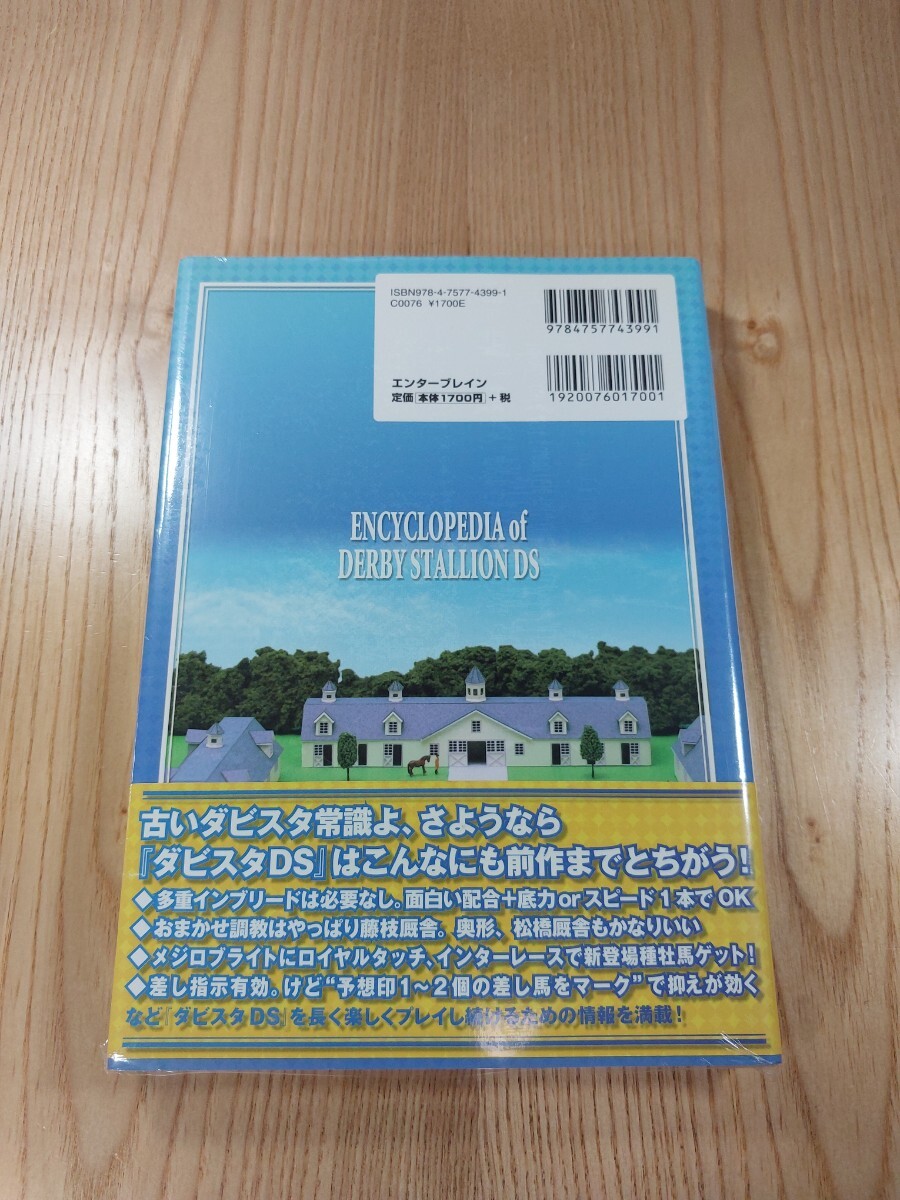 ISBN978-4-7577-4399-1
C0076 ¥1700E
9784757743991
エンターブレイン
定価[本体1700円]+税
1920076017001
ENCYCLOPEDIA of
DERBY STALLION DS
古いダビスタ常識よ、さようなら
『ダビスタDS』はこんなにも前作までとちがう!
◆多重インブリードは必要なし。面白い配合+底力orスピード1本でOK
◆おまかせ調教はやっぱり藤枝厩舎。奥形、松橋厩舎もかなりいい
◆メジロブライトにロイヤルタッチ、インターレースで新登場種牡馬ゲット!
◆差し指示有効。けど“予想印1~2個の差し馬をマーク”で抑えが効く
など『ダビスタDS』を長く楽しくプレイし続けるための情報を満載!